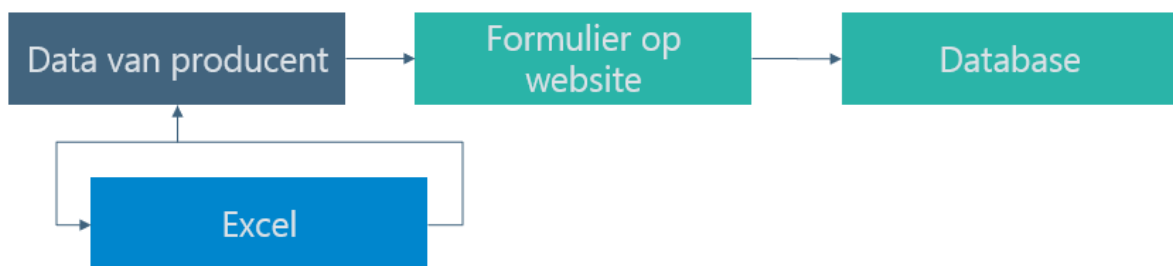 Data van producent
Formulier op
website
Database
Excel